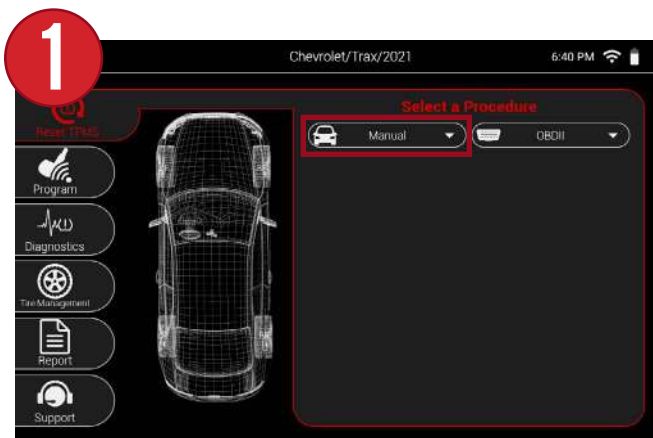 1
Chevrolet/Trax/2021
6:40 PM
Reset TPMS
Select a Procedure
Manual
OBDII
Program
Diagnostics
Tire Management
Report
Support